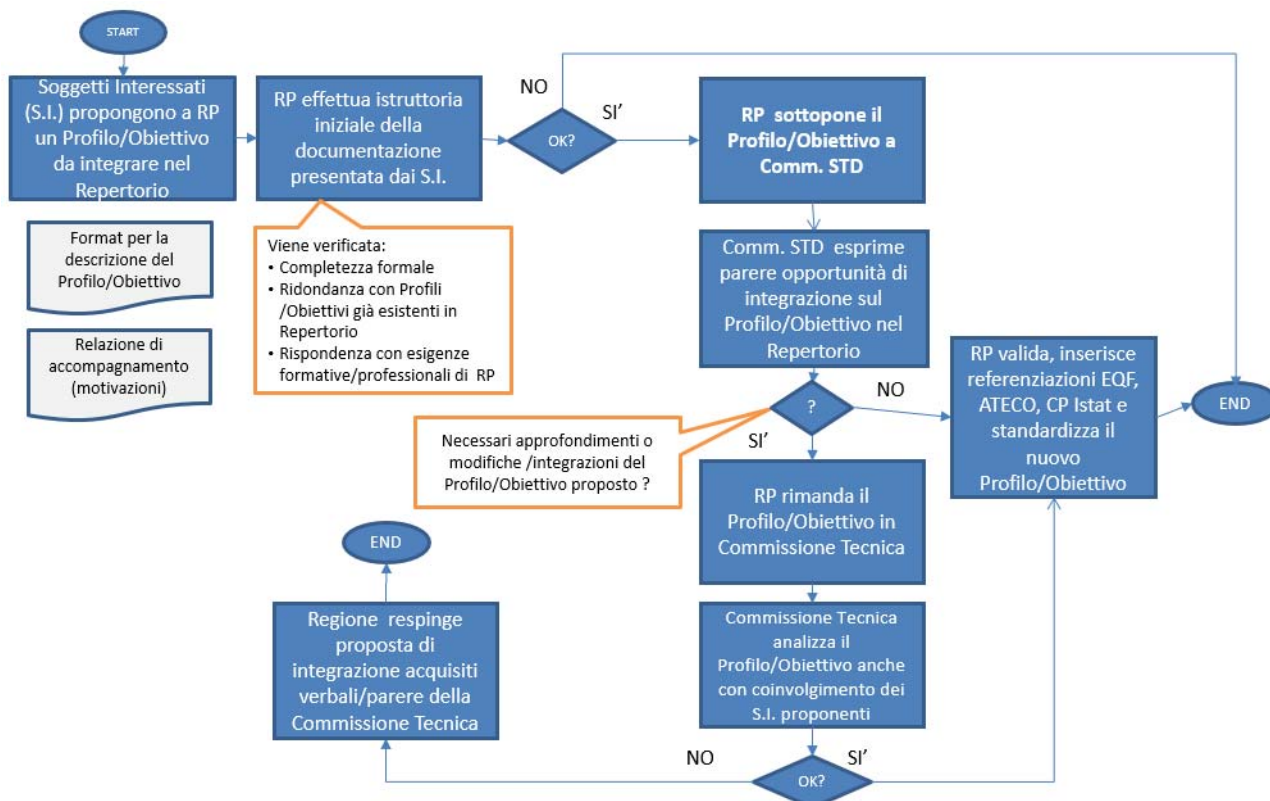 START
Soggetti Interessati
(S.I.) propongono a RP
un Profilo/Obiettivo
da integrare nel
Repertorio
RP effettua istruttoria
iniziale della
documentazione
presentata dai S.I.
OK?
NO
SI’
RP sottopone il
Profilo/Obiettivo a
Comm. STD
Format per la
descrizione del
Profilo/Obiettivo
Relazione di
accompagnamento
(motivazioni)
Viene verificata:
• Completezza formale
• Ridondanza con Profili
/Obiettivi già esistenti in
Repertorio
• Rispondenza con esigenze
formative/professionali di RP
Comm. STD esprime
parere opportunità di
integrazione sul
Profilo/Obiettivo nel
Repertorio
?
NO
SI’
Necessari approfondimenti o
modifiche /integrazioni del
Profilo/Obiettivo proposto ?
RP valida, inserisce
referenziazioni EQF,
ATECO, CP Istat e
standardizza il
nuovo
Profilo/Obiettivo
END
RP rimanda il
Profilo/Obiettivo in
Commissione Tecnica
Commissione Tecnica
analizza il
Profilo/Obiettivo anche
con coinvolgimento dei
S.I. proponenti
OK?
NO
SI’
END
Regione respinge
proposta di
integrazione acquisiti
verbali/parere della
Commissione Tecnica